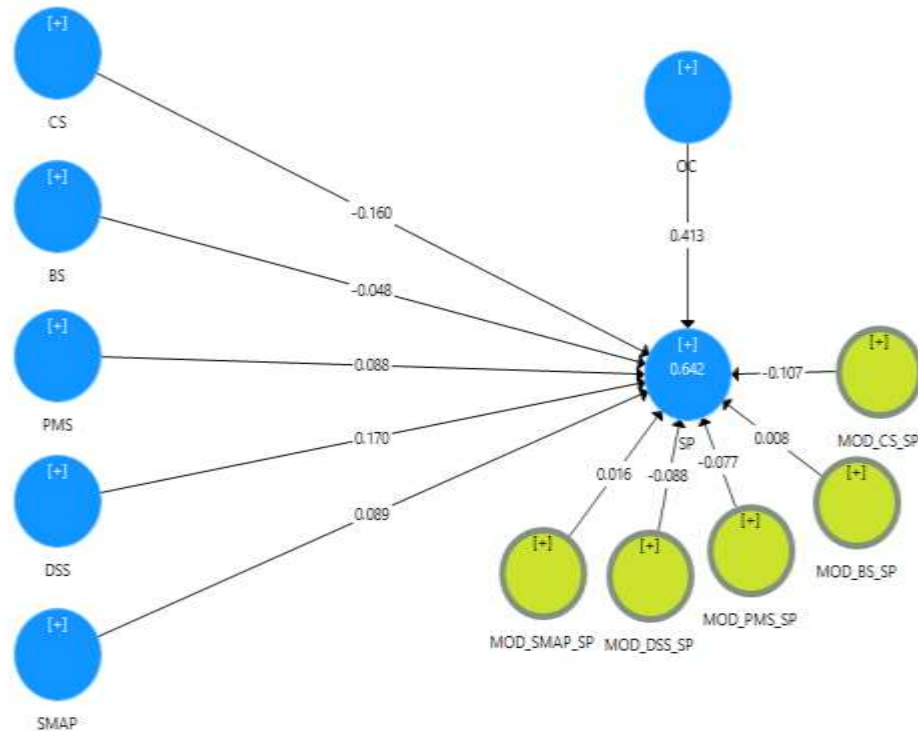 [+]
CS
[+]
OC
[+]
BS
-0.160
0.413
-0.048
[+]
PMS
0.088
[+]
0.642
SP
-0.107
[+]
MOD_CS_SP
[+]
DSS
0.170
0.089
0.016
-0.088
-0.077
0.008
[+]
MOD_BS_SP
[+]
MOD_PMS_SP
[+]
MOD_DSS_SP
[+]
MOD_SMAP_SP
[+]
SMAP